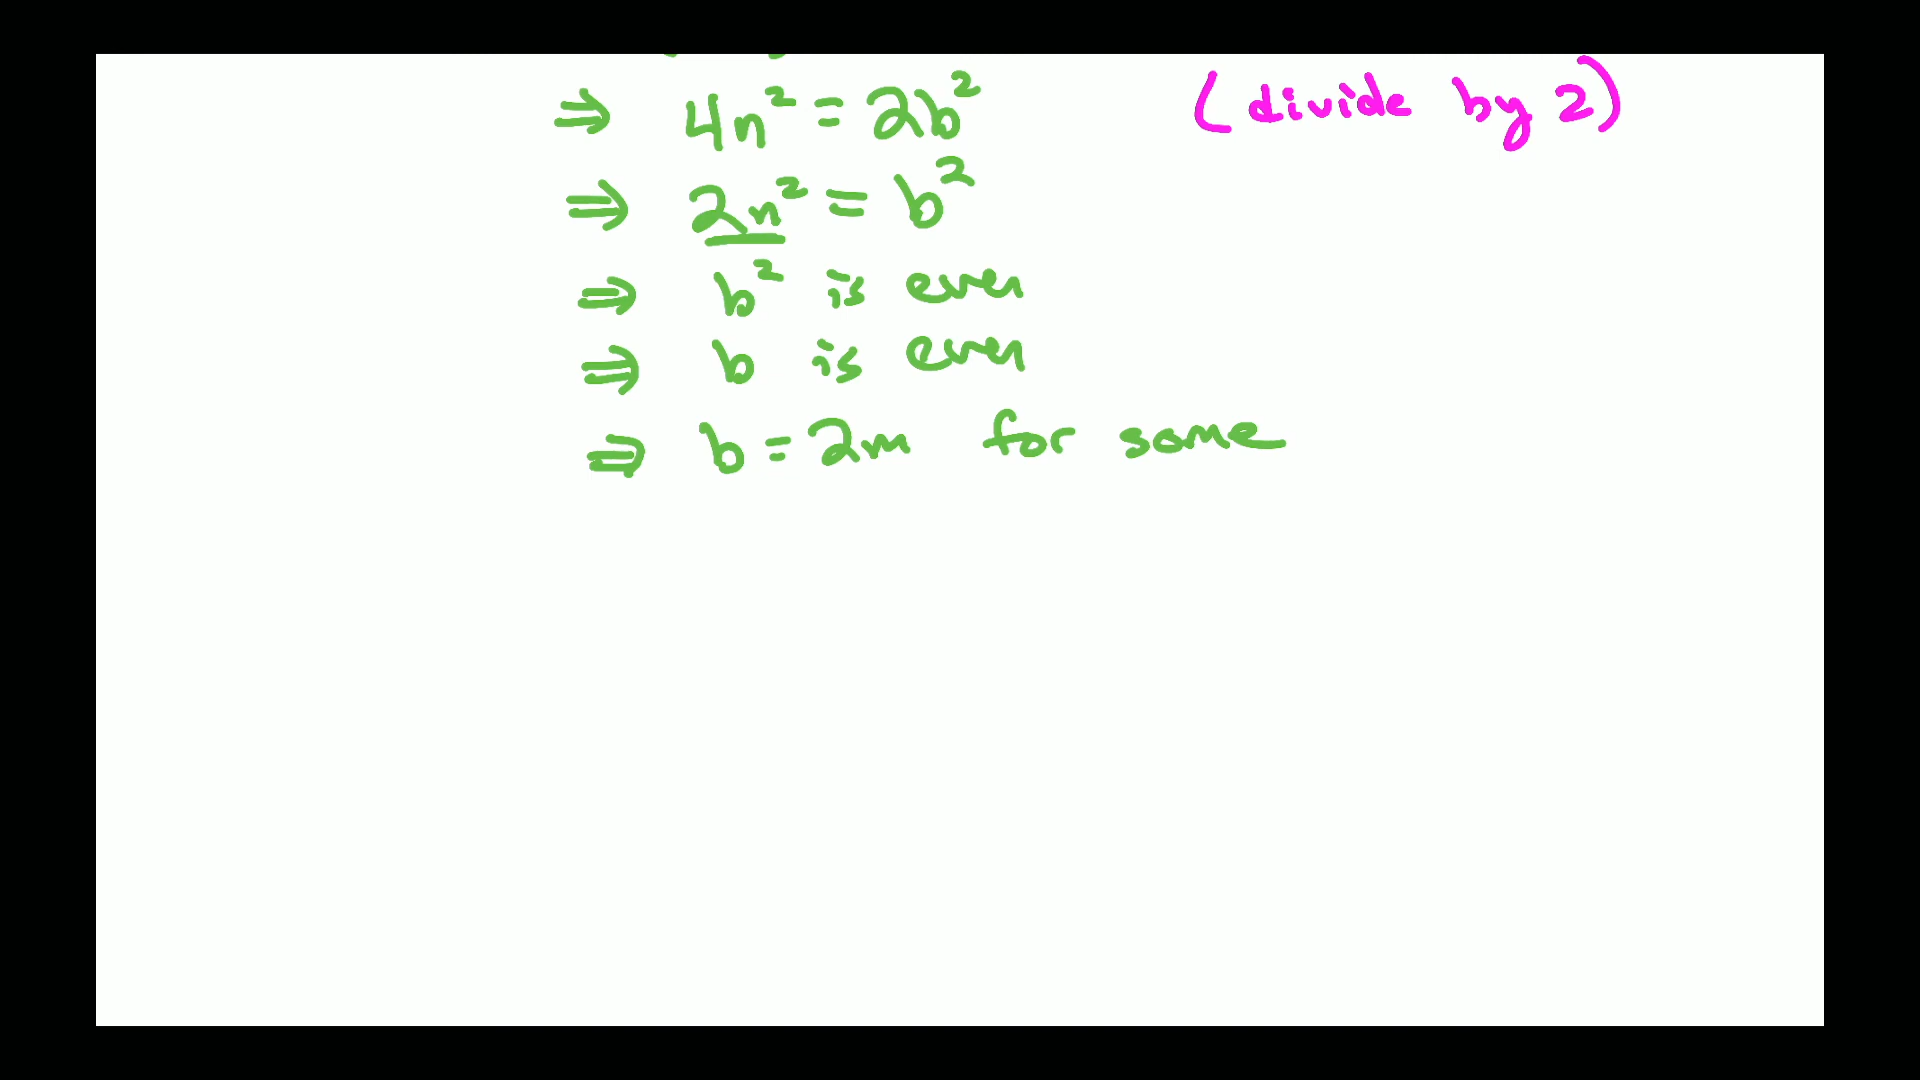 ⇒ 4n² = 2b² (divide by 2)
⇒ 2n² = b²
⇒ b² is even
⇒ b is even
⇒ b = 2m for some